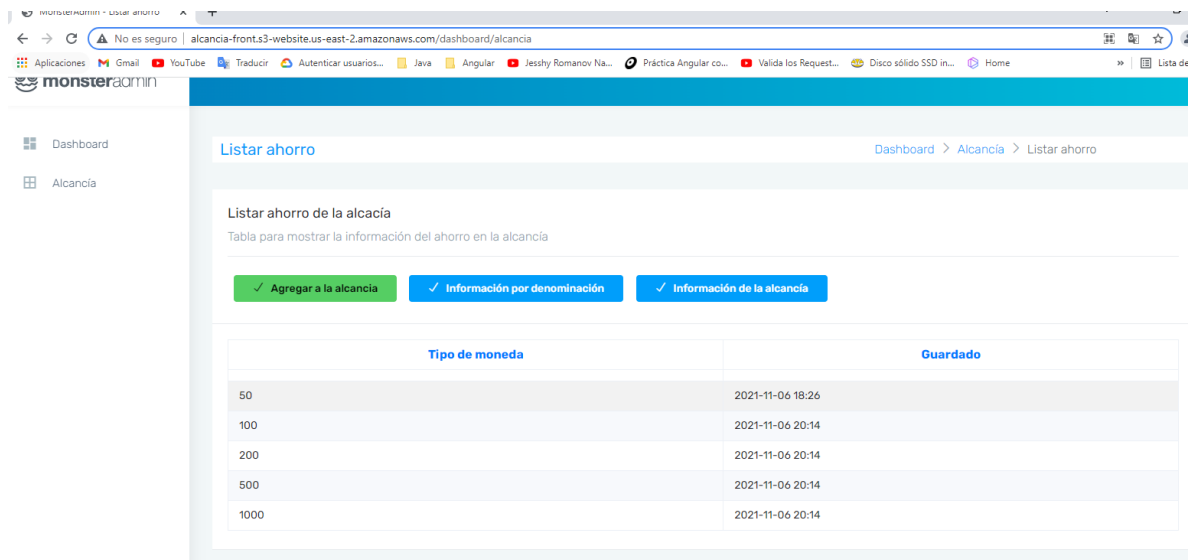 MonsterAdmin - Listar ahorro
No es seguro | alcancia-front.s3-website.us-east-2.amazonaws.com/dashboard/alcancia
Aplicaciones Gmail YouTube Traducir Autenticar usuarios... Java Angular Jesshy Romanov Na... Práctica Angular co... Valida los Request... Disco sólido SSD in... Home » Lista de
monsteradmin
Dashboard
Alcancía
Listar ahorro
Dashboard > Alcancía > Listar ahorro
Listar ahorro de la alcacía
Tabla para mostrar la información del ahorro en la alcancía
Agregar a la alcancia Información por denominación Información de la alcancía
Tipo de moneda Guardado
50 2021-11-06 18:26
100 2021-11-06 20:14
200 2021-11-06 20:14
500 2021-11-06 20:14
1000 2021-11-06 20:14